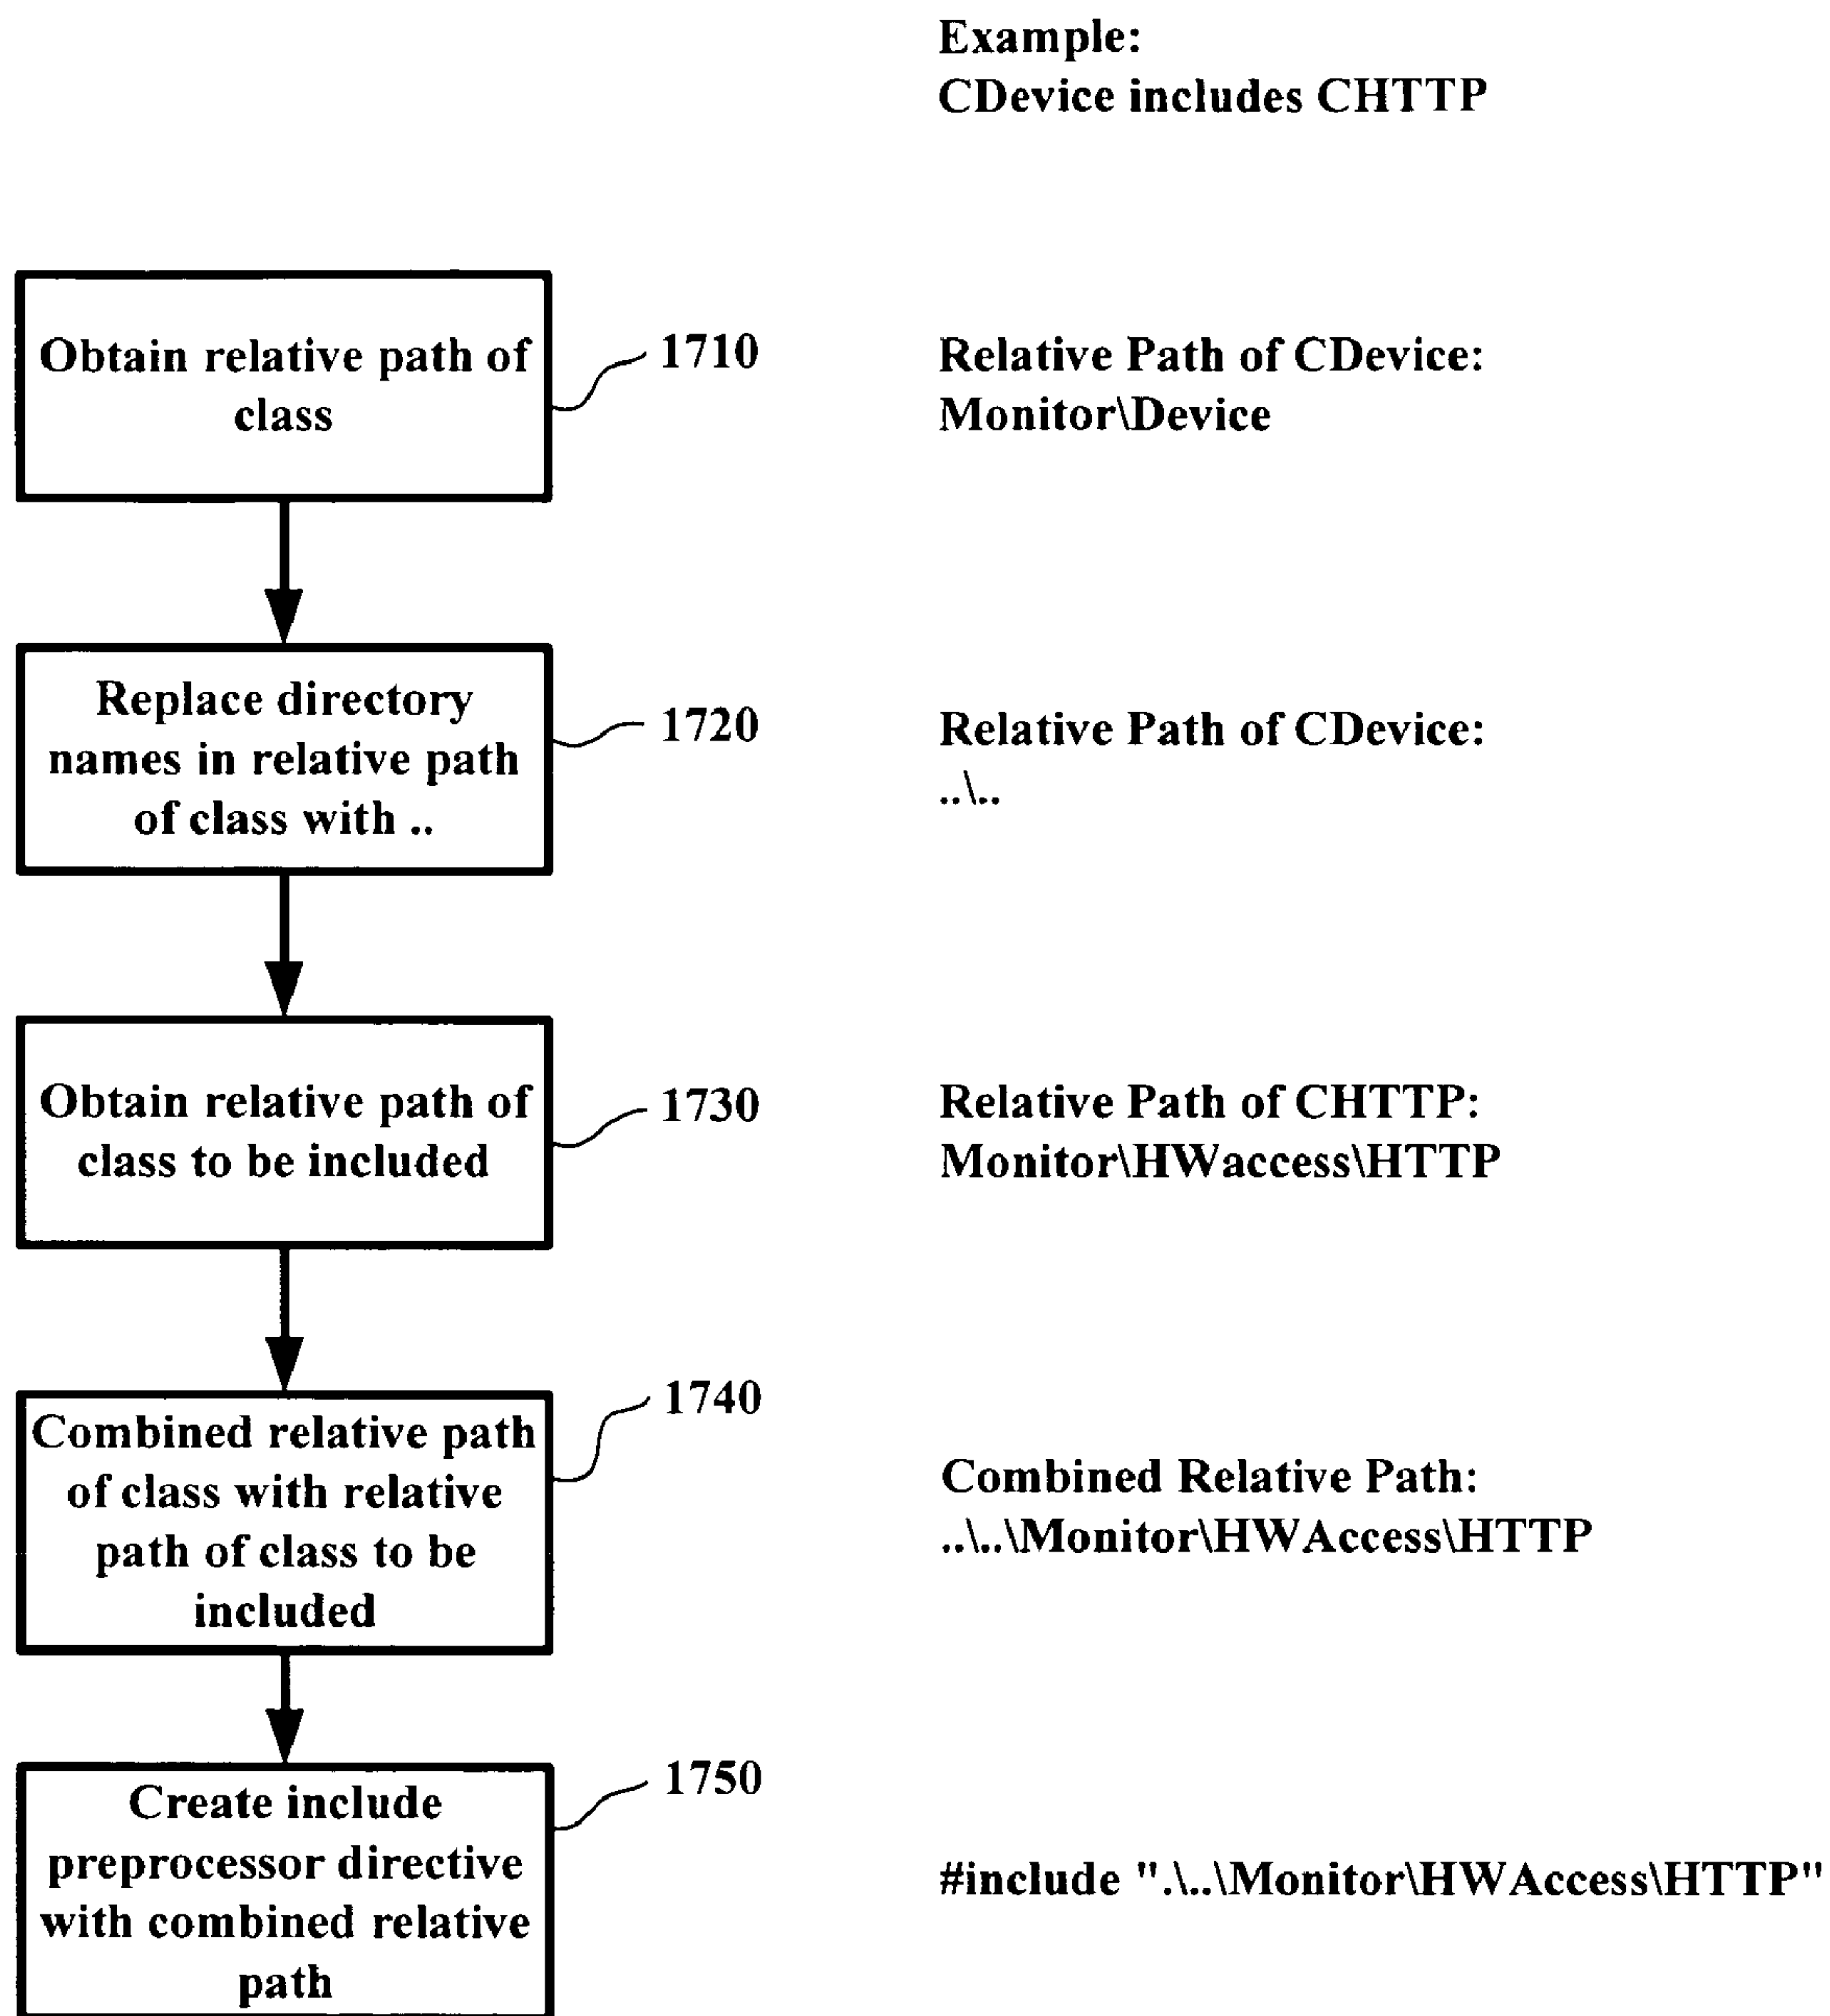 Example:
CDevice includes CHTTP
Obtain relative path of
class
1710
Relative Path of CDevice:
Monitor\Device
Replace directory
names in relative path
of class with ..
1720
Relative Path of CDevice:
..\..
Obtain relative path of
class to be included
1730
Relative Path of CHTTP:
Monitor\HWaccess\HTTP
Combined relative path
of class with relative
path of class to be
included
1740
Combined Relative Path:
..\..\Monitor\HWAccess\HTTP
Create include
preprocessor directive
with combined relative
path
1750
#include ".\..\Monitor\HWAccess\HTTP"